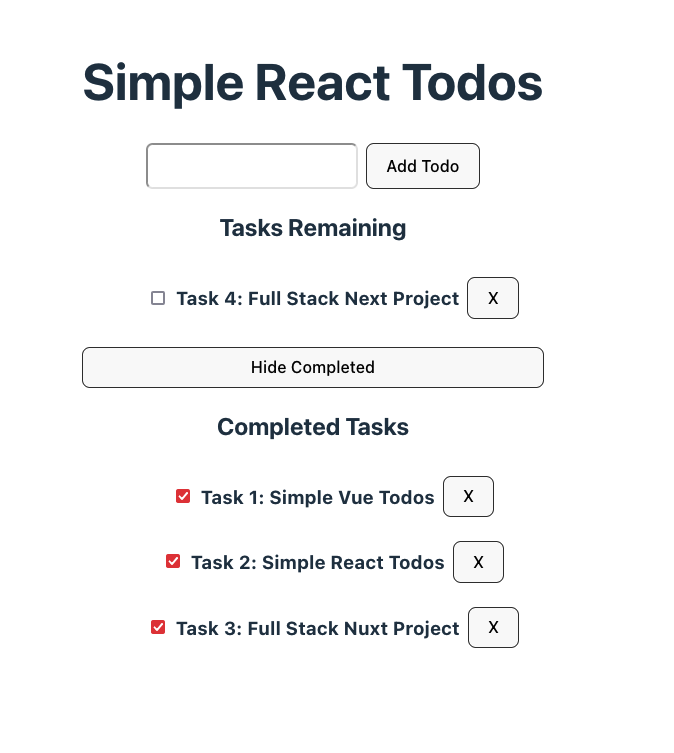 Simple React Todos
Add Todo
Tasks Remaining
Task 4: Full Stack Next Project X
Hide Completed
Completed Tasks
Task 1: Simple Vue Todos X
Task 2: Simple React Todos X
Task 3: Full Stack Nuxt Project X